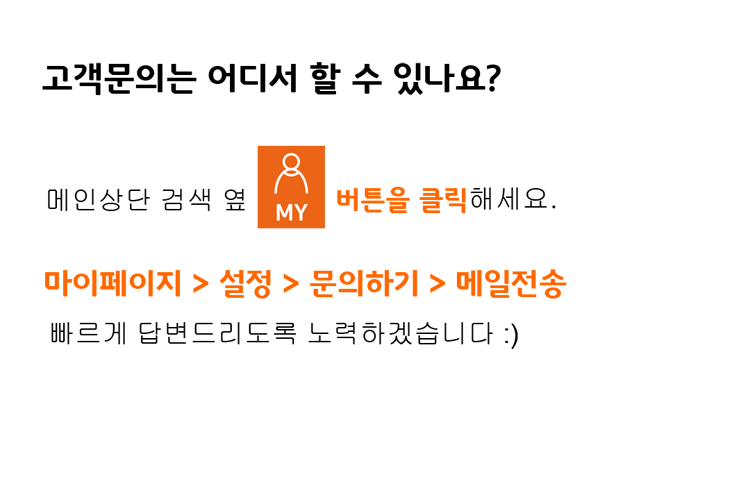 고객문의는 어디서 할 수 있나요?
메인상단 검색 옆 MY 버튼을 클릭해세요.
마이페이지 > 설정 > 문의하기 > 메일전송
빠르게 답변드리도록 노력하겠습니다 :)